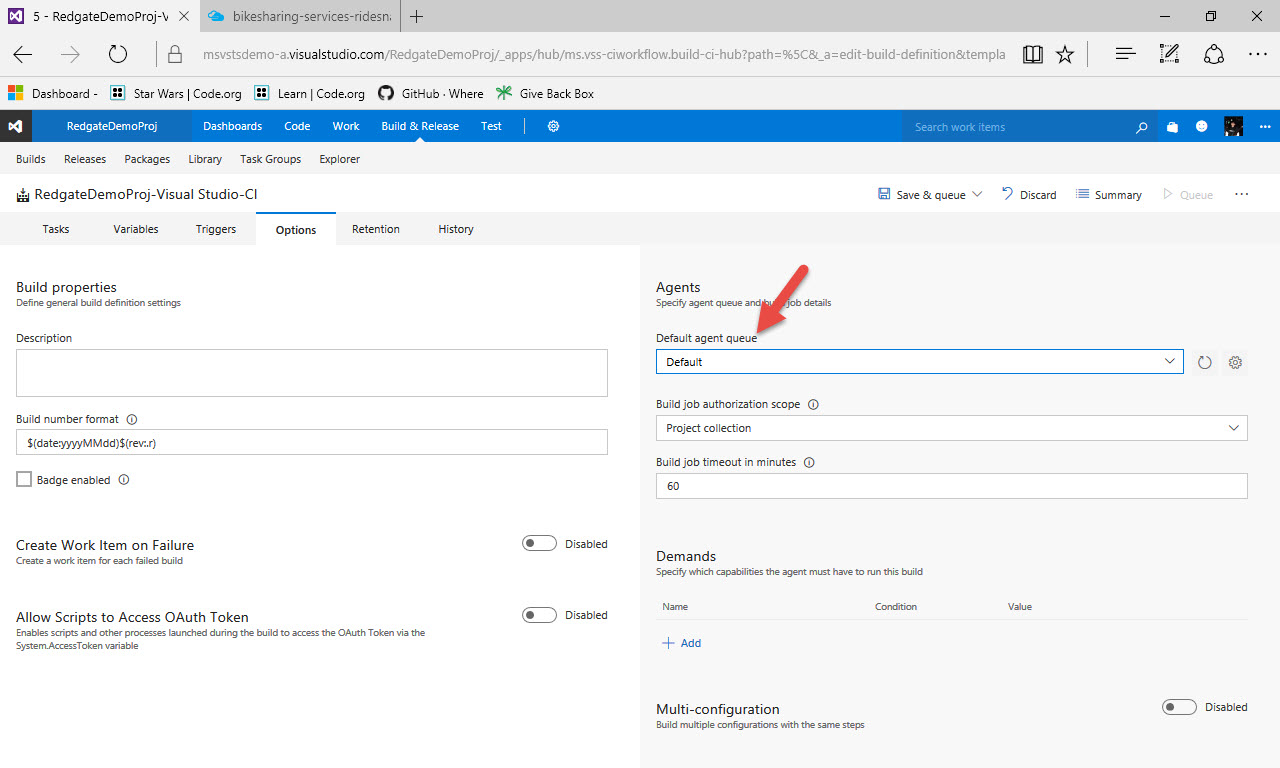 5 - RedgateDemoProj-V
bikesharing-services-ridesn
msvstsdemo-a.visualstudio.com/RedgateDemoProj/_apps/hub/ms.vss-ciworkflow.build-ci-hub?path=%5C&_a=edit-build-definition&templa
Dashboard -
Star Wars | Code.org
Learn | Code.org
GitHub · Where
Give Back Box
RedgateDemoProj
Dashboards
Code
Work
Build & Release
Test
Search work items
Builds
Releases
Packages
Library
Task Groups
Explorer
RedgateDemoProj-Visual Studio-CI
Save & queue
Discard
Summary
Queue
Tasks
Variables
Triggers
Options
Retention
History
Build properties
Define general build definition settings
Description
Build number format
$(date:yyyyMMdd)$(rev:.r)
Badge enabled
Create Work Item on Failure
Create a work item for each failed build
Disabled
Allow Scripts to Access OAuth Token
Enables scripts and other processes launched during the build to access the OAuth Token via the
System.AccessToken variable
Disabled
Agents
Specify agent queue and build job details
Default agent queue
Default
Build job authorization scope
Project collection
Build job timeout in minutes
60
Demands
Specify which capabilities the agent must have to run this build
Name
Condition
Value
Add
Multi-configuration
Build multiple configurations with the same steps
Disabled